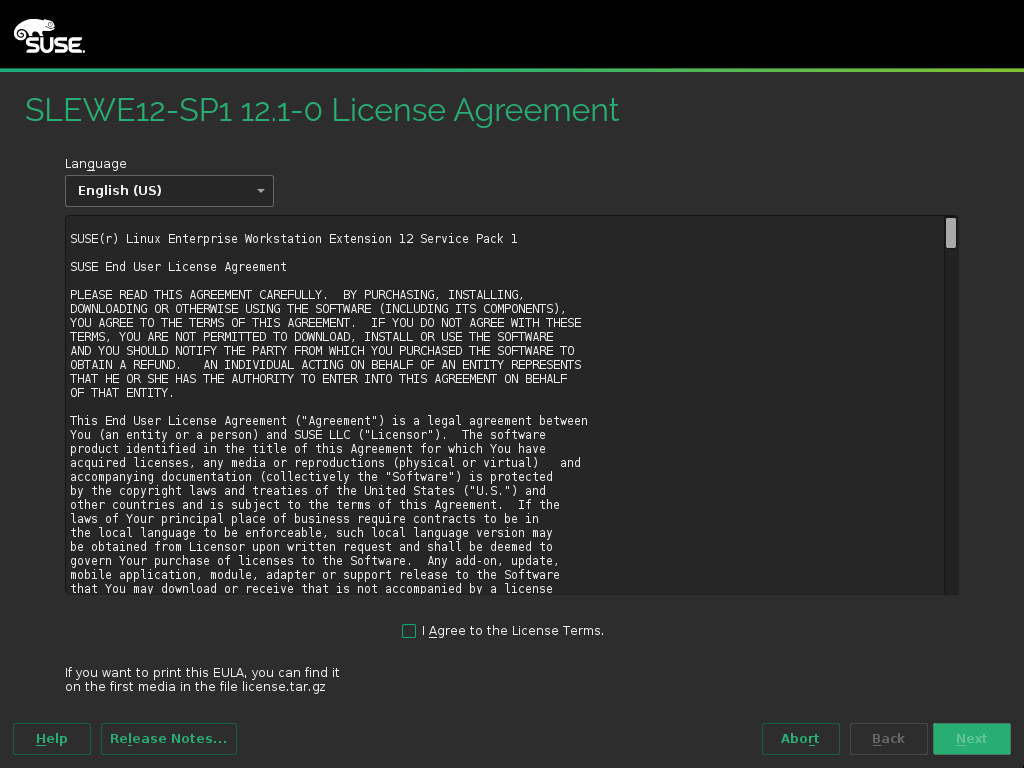 SUSE
SLEWE12-SP1 12.1-0 License Agreement
Language
English (US)
SUSE(r) Linux Enterprise Workstation Extension 12 Service Pack 1
SUSE End User License Agreement
PLEASE READ THIS AGREEMENT CAREFULLY.  BY PURCHASING, INSTALLING,
DOWNLOADING OR OTHERWISE USING THE SOFTWARE (INCLUDING ITS COMPONENTS),
YOU AGREE TO THE TERMS OF THIS AGREEMENT.  IF YOU DO NOT AGREE WITH THESE
TERMS, YOU ARE NOT PERMITTED TO DOWNLOAD, INSTALL OR USE THE SOFTWARE
AND YOU SHOULD NOTIFY THE PARTY FROM WHICH YOU PURCHASED THE SOFTWARE TO
OBTAIN A REFUND.   AN INDIVIDUAL ACTING ON BEHALF OF AN ENTITY REPRESENTS
THAT HE OR SHE HAS THE AUTHORITY TO ENTER INTO THIS AGREEMENT ON BEHALF
OF THAT ENTITY.
This End User License Agreement ("Agreement") is a legal agreement between
You (an entity or a person) and SUSE LLC ("Licensor").  The software
product identified in the title of this Agreement for which You have
acquired licenses, any media or reproductions (physical or virtual)   and
accompanying documentation (collectively the "Software") is protected
by the copyright laws and treaties of the United States ("U.S.") and
other countries and is subject to the terms of this Agreement.  If the
laws of Your principal place of business require contracts to be in
the local language to be enforceable, such local language version may
be obtained from Licensor upon written request and shall be deemed to
govern Your purchase of licenses to the Software.  Any add-on, update,
mobile application, module, adapter or support release to the Software
that You may download or receive that is not accompanied by a license
I Agree to the License Terms.
If you want to print this EULA, you can find it
on the first media in the file license.tar.gz
Help
Release Notes...
Abort
Back
Next